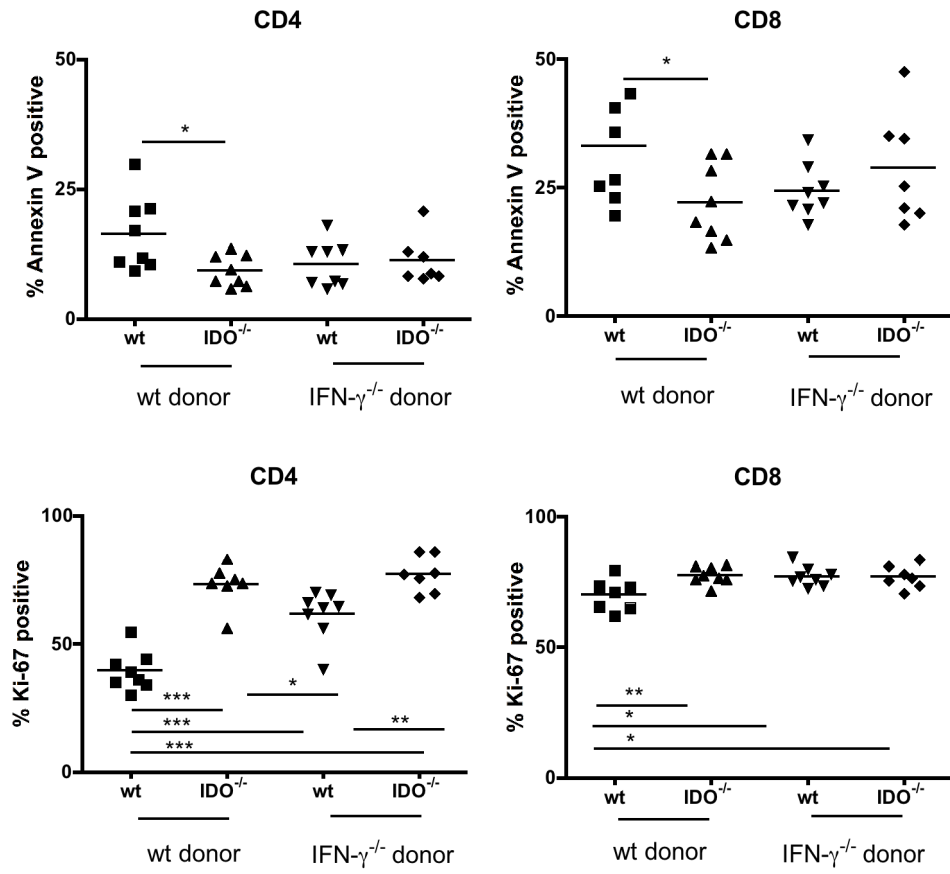 CD4
% Annexin V positive
50
25
0
*
wt IDO-/- wt IDO-/-
wt donor IFN-γ-/- donor
CD8
% Annexin V positive
50
25
0
*
wt IDO-/- wt IDO-/-
wt donor IFN-γ-/- donor
CD4
% Ki-67 positive
100
50
0
***
*
***
**
***
wt IDO-/- wt IDO-/-
wt donor IFN-γ-/- donor
CD8
% Ki-67 positive
100
50
0
**
*
*
wt IDO-/- wt IDO-/-
wt donor IFN-γ-/- donor